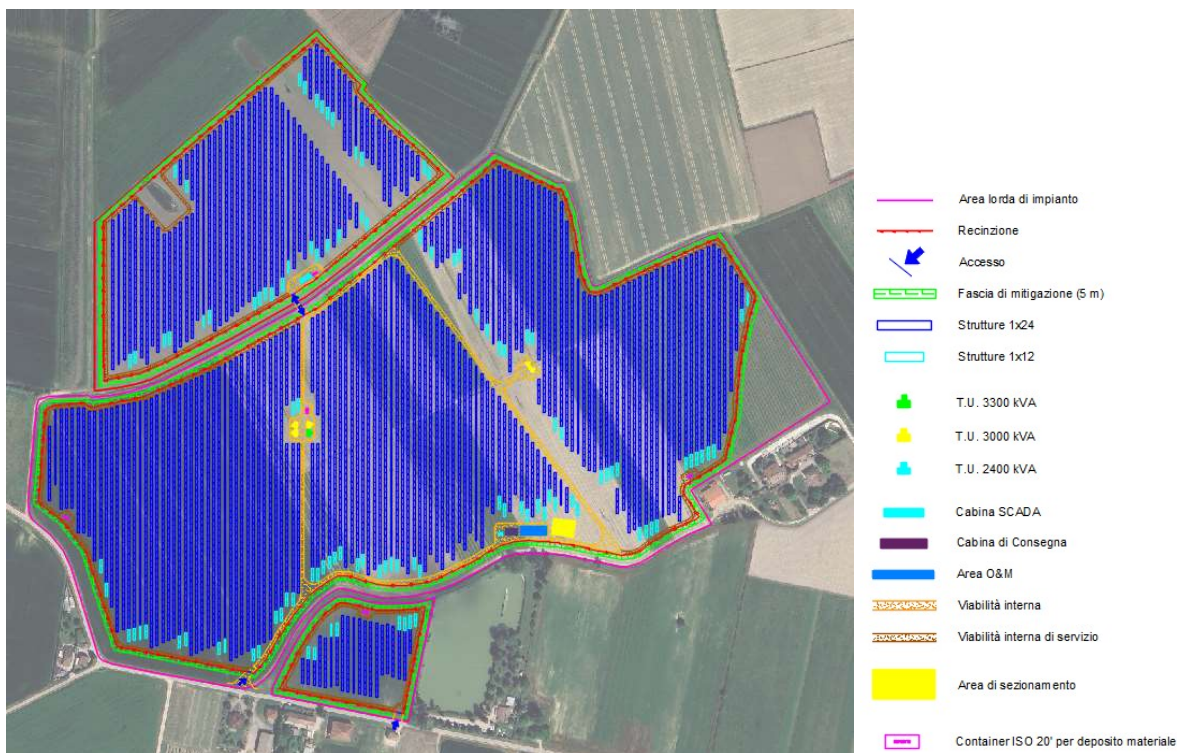 Area lorda di impianto
Recinzione
Accesso
Fascia di mitigazione (5 m)
Strutture 1x24
Strutture 1x12
T.U. 3300 kVA
T.U. 3000 kVA
T.U. 2400 kVA
Cabina SCADA
Cabina di Consegna
Area O&M
Viabilità interna
Viabilità interna di servizio
Area di sezionamento
Container ISO 20' per deposito materiale